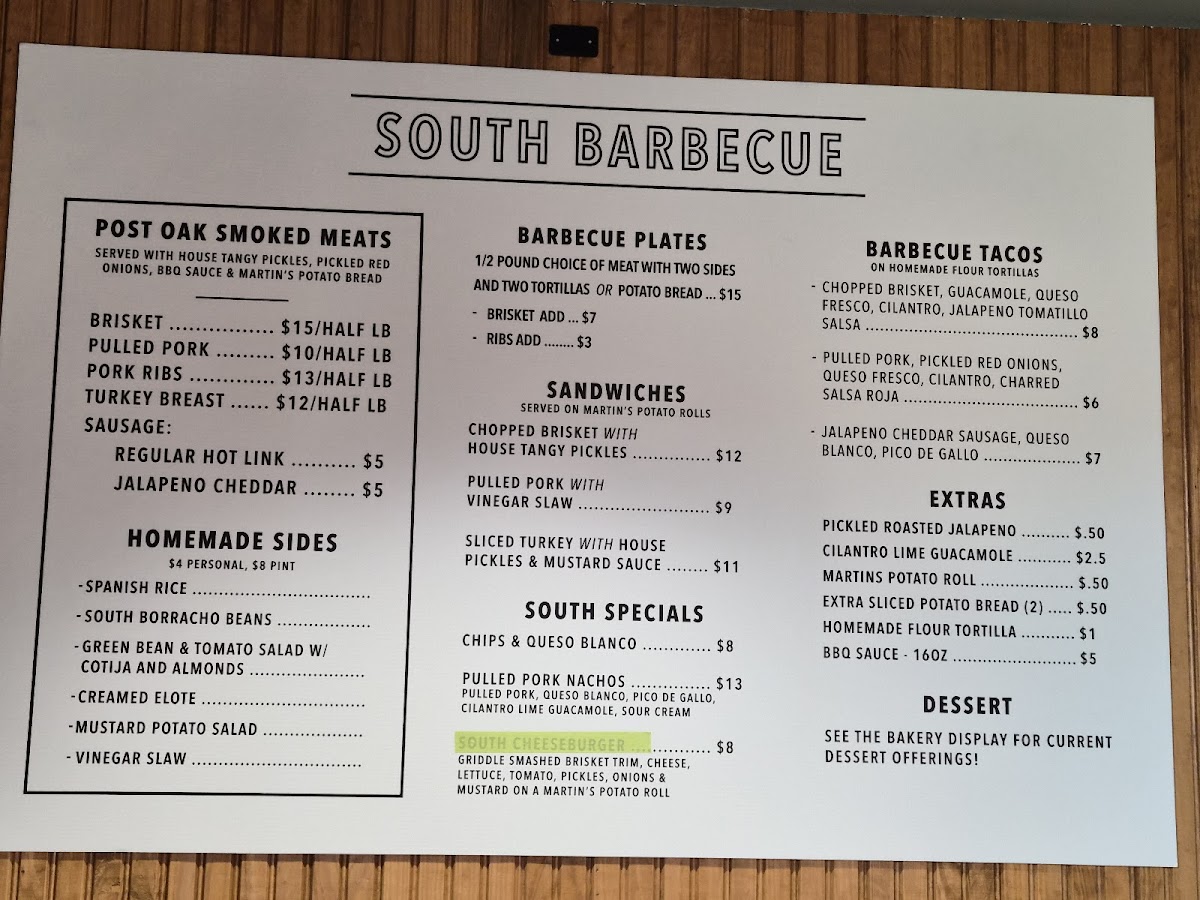 SOUTH BARBECUE
POST OAK SMOKED MEATS
SERVED WITH HOUSE TANGY PICKLES, PICKLED RED
ONIONS, BBQ SAUCE & MARTIN'S POTATO BREAD
BRISKET ................ $15/HALF LB
PULLED PORK ......... $10/HALF LB
PORK RIBS ............. $13/HALF LB
TURKEY BREAST ...... $12/HALF LB
SAUSAGE:
REGULAR HOT LINK .......... $5
JALAPENO CHEDDAR ........ $5
HOMEMADE SIDES
$4 PERSONAL, $8 PINT
-SPANISH RICE .................................
-SOUTH BORRACHO BEANS .................
-GREEN BEAN & TOMATO SALAD W/
COTIJA AND ALMONDS .....................
-CREAMED ELOTE ..............................
-MUSTARD POTATO SALAD ..................
-VINEGAR SLAW ...............................
BARBECUE PLATES
1/2 POUND CHOICE OF MEAT WITH TWO SIDES
AND TWO TORTILLAS OR POTATO BREAD ... $15
- BRISKET ADD ... $7
- RIBS ADD ........ $3
SANDWICHES
SERVED ON MARTIN'S POTATO ROLLS
CHOPPED BRISKET WITH
HOUSE TANGY PICKLES ............... $12
PULLED PORK WITH
VINEGAR SLAW ......................... $9
SLICED TURKEY WITH HOUSE
PICKLES & MUSTARD SAUCE ........ $11
SOUTH SPECIALS
CHIPS & QUESO BLANCO ............. $8
PULLED PORK NACHOS ............... $13
PULLED PORK, QUESO BLANCO, PICO DE GALLO,
CILANTRO LIME GUACAMOLE, SOUR CREAM
SOUTH CHEESEBURGER ............... $8
GRIDDLE SMASHED BRISKET TRIM, CHEESE,
LETTUCE, TOMATO, PICKLES, ONIONS &
MUSTARD ON A MARTIN'S POTATO ROLL
BARBECUE TACOS
ON HOMEMADE FLOUR TORTILLAS
- CHOPPED BRISKET, GUACAMOLE, QUESO
FRESCO, CILANTRO, JALAPENO TOMATILLO
SALSA ......................................... $8
- PULLED PORK, PICKLED RED ONIONS,
QUESO FRESCO, CILANTRO, CHARRED
SALSA ROJA .................................. $6
- JALAPENO CHEDDAR SAUSAGE, QUESO
BLANCO, PICO DE GALLO ................... $7
EXTRAS
PICKLED ROASTED JALAPENO .......... $.50
CILANTRO LIME GUACAMOLE ........... $2.5
MARTINS POTATO ROLL ................... $.50
EXTRA SLICED POTATO BREAD (2) ..... $.50
HOMEMADE FLOUR TORTILLA ........... $1
BBQ SAUCE - 16OZ ........................ $5
DESSERT
SEE THE BAKERY DISPLAY FOR CURRENT
DESSERT OFFERINGS!